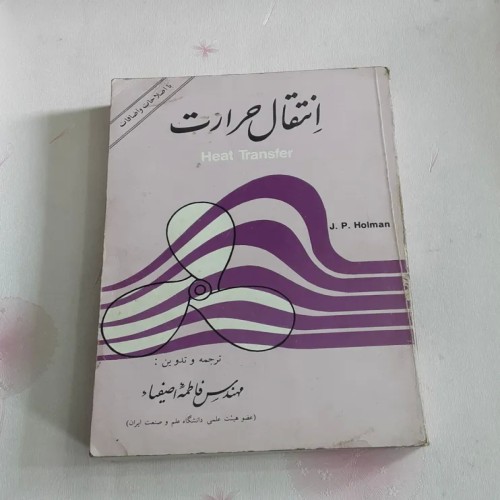 با اصلاحات و اضافات
انتقال حرارت
Heat Transfer
J. P. Holman
ترجمه و تدوین :
مهندس فاطمه اصیفیاء
(عضو هیئت علمی دانشگاه علم و صنعت ایران)